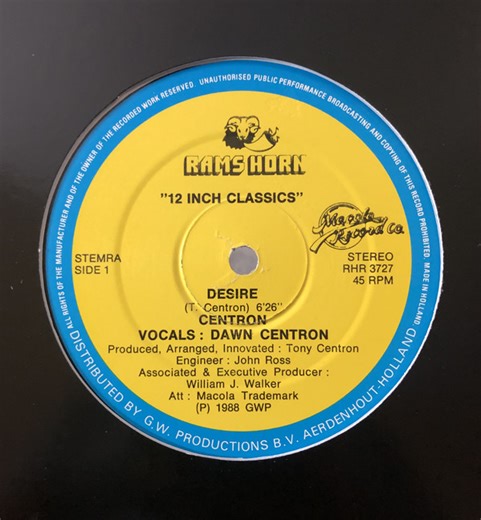 ALL RIGHTS OF THE MANUFACTURER AND OF THE OWNER OF THE RECORDED WORK RESERVED. UNAUTHORISED PUBLIC PERFORMANCE BROADCASTING AND COPYING OF THIS RECORD PROHIBITED. MADE IN HOLLAND
RAMSHORN
"12 INCH CLASSICS"
Macola
Record Co.
STEMRA
SIDE 1
STEREO
RHR 3727
45 RPM
DESIRE
(T. Centron) 6'26"
CENTRON
VOCALS : DAWN CENTRON
Produced, Arranged, Innovated : Tony Centron
Engineer : John Ross
Associated & Executive Producer :
William J. Walker
Att : Macola Trademark
(P) 1988 GWP
DISTRIBUTED BY G.W. PRODUCTIONS B.V. AERDENHOUT-HOLLAND